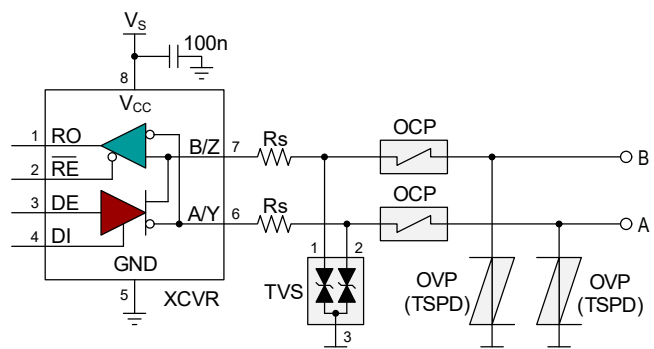 VS
100n
8
VCC
1 RO
2 RE
3 DE
4 DI
B/Z 7
A/Y 6
GND
5
XCVR
Rs
Rs
OCP
OCP
B
A
1 2
TVS
3
OVP
(TSPD)
OVP
(TSPD)